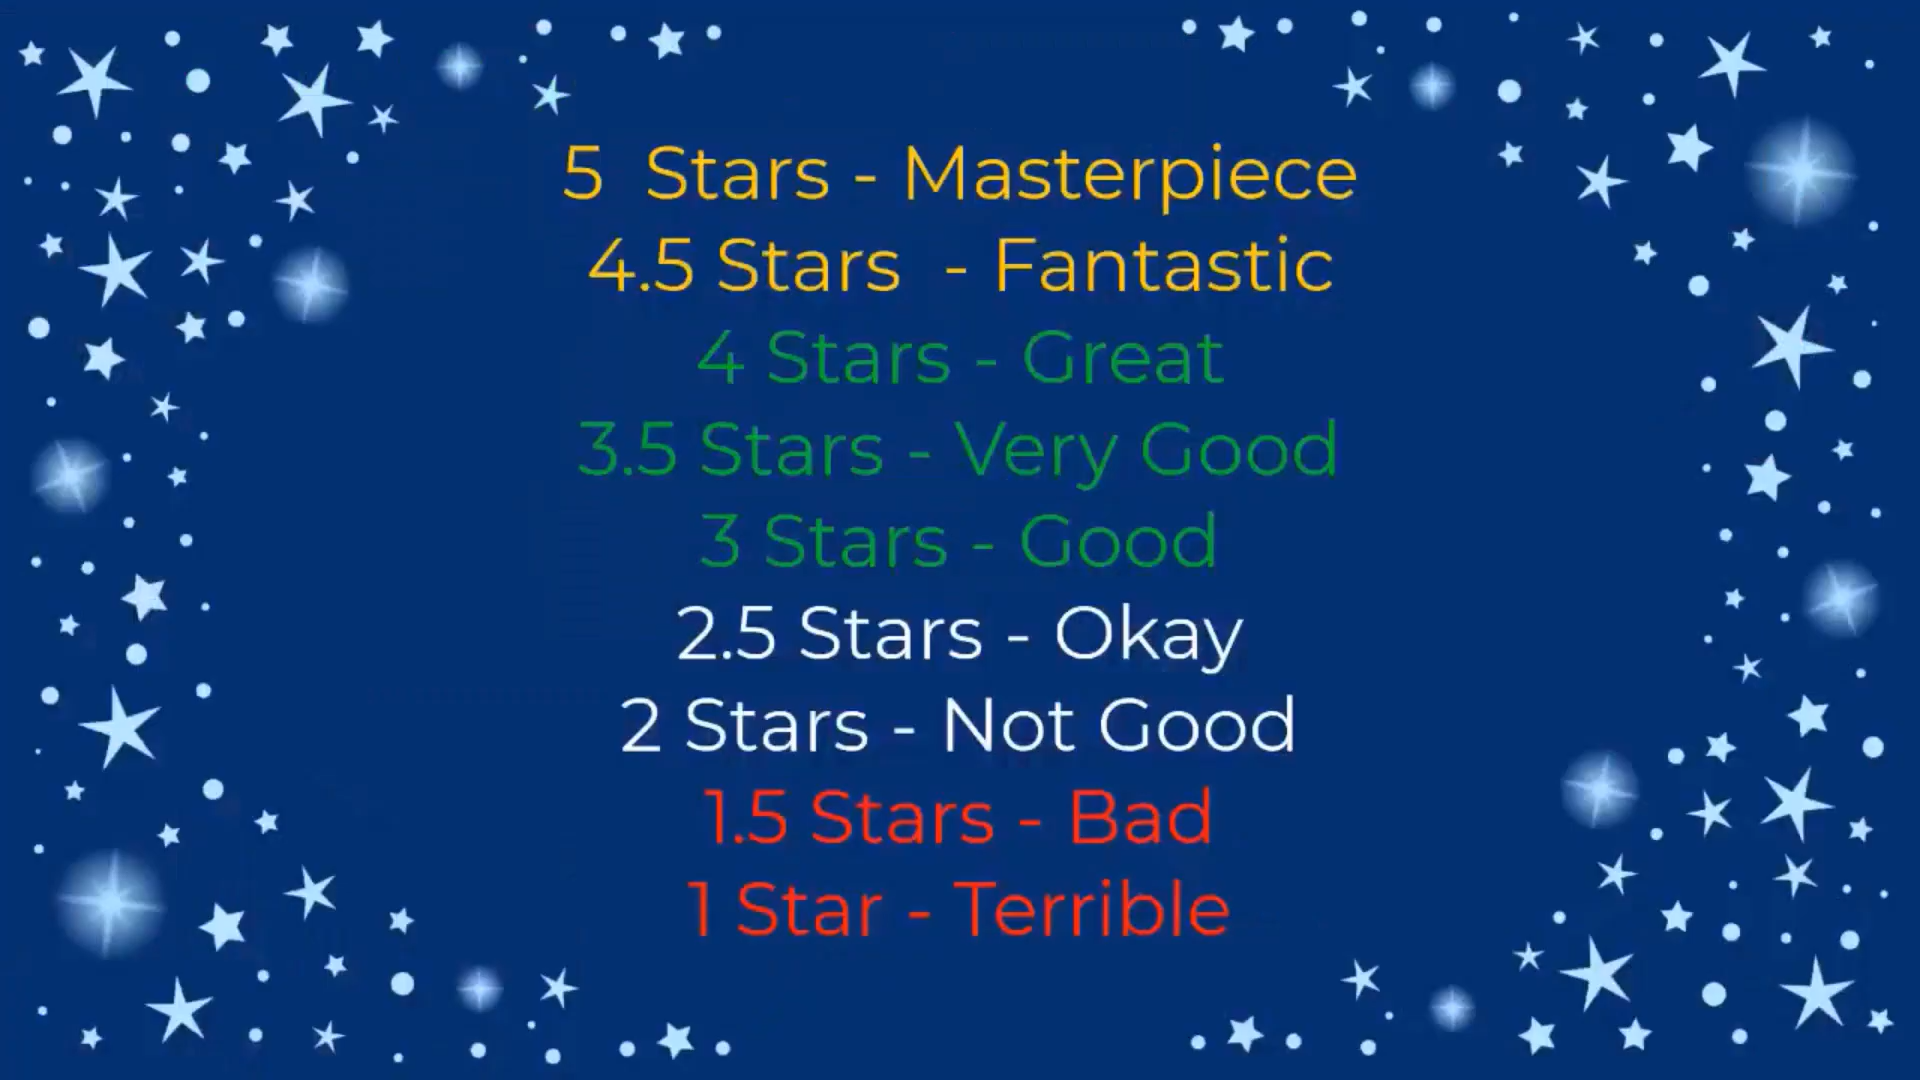 5  Stars - Masterpiece
4.5 Stars  - Fantastic
4 Stars - Great
3.5 Stars - Very Good
3 Stars - Good
2.5 Stars - Okay
2 Stars - Not Good
1.5 Stars - Bad
1 Star - Terrible